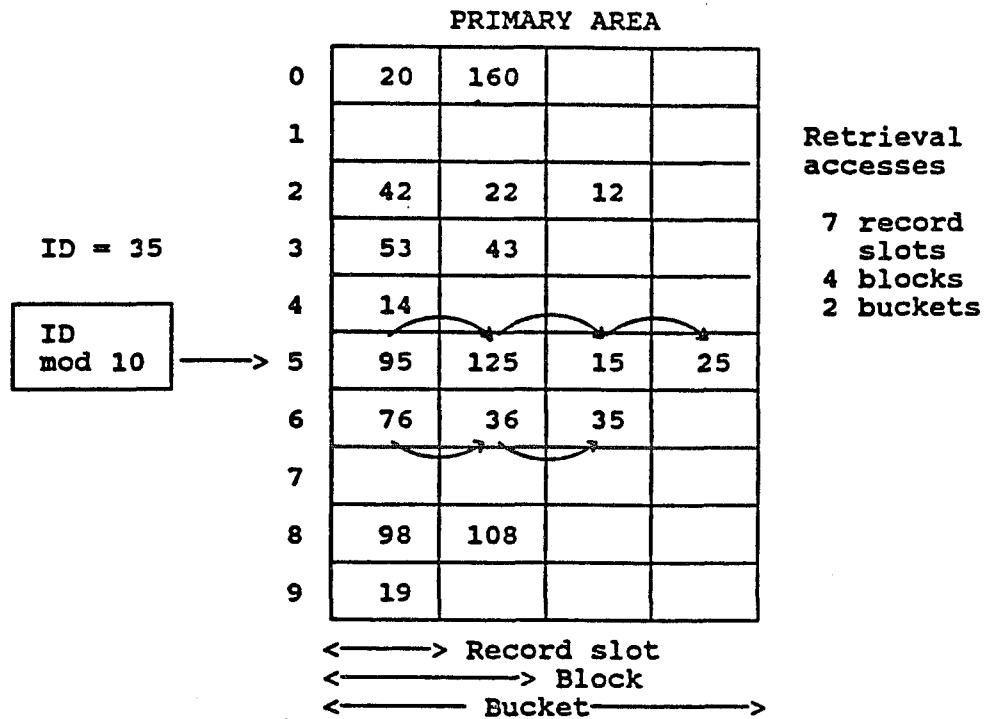 PRIMARY AREA
0 20 160
1
2 42 22 12
3 53 43
4 14
5 95 125 15 25
6 76 36 35
7
8 98 108
9 19
ID = 35
ID
mod 10
Retrieval
accesses
7 record
slots
4 blocks
2 buckets
Record slot
Block
Bucket